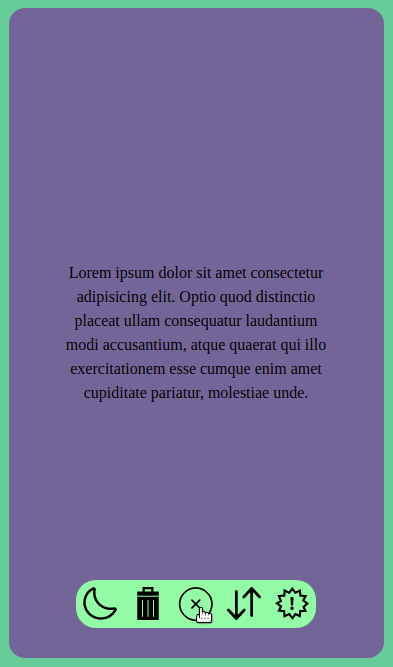 Lorem ipsum dolor sit amet consectetur
adipisicing elit. Optio quod distinctio
placeat ullam consequatur laudantium
modi accusantium, atque quaerat qui illo
exercitationem esse cumque enim amet
cupiditate pariatur, molestiae unde.